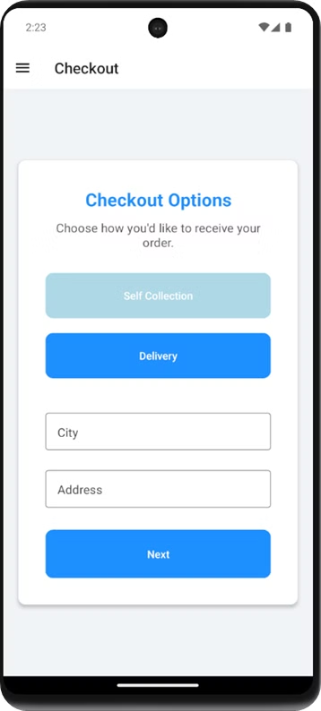 2:23
Checkout
Checkout Options
Choose how you'd like to receive your
order.
Self Collection
Delivery
City
Address
Next